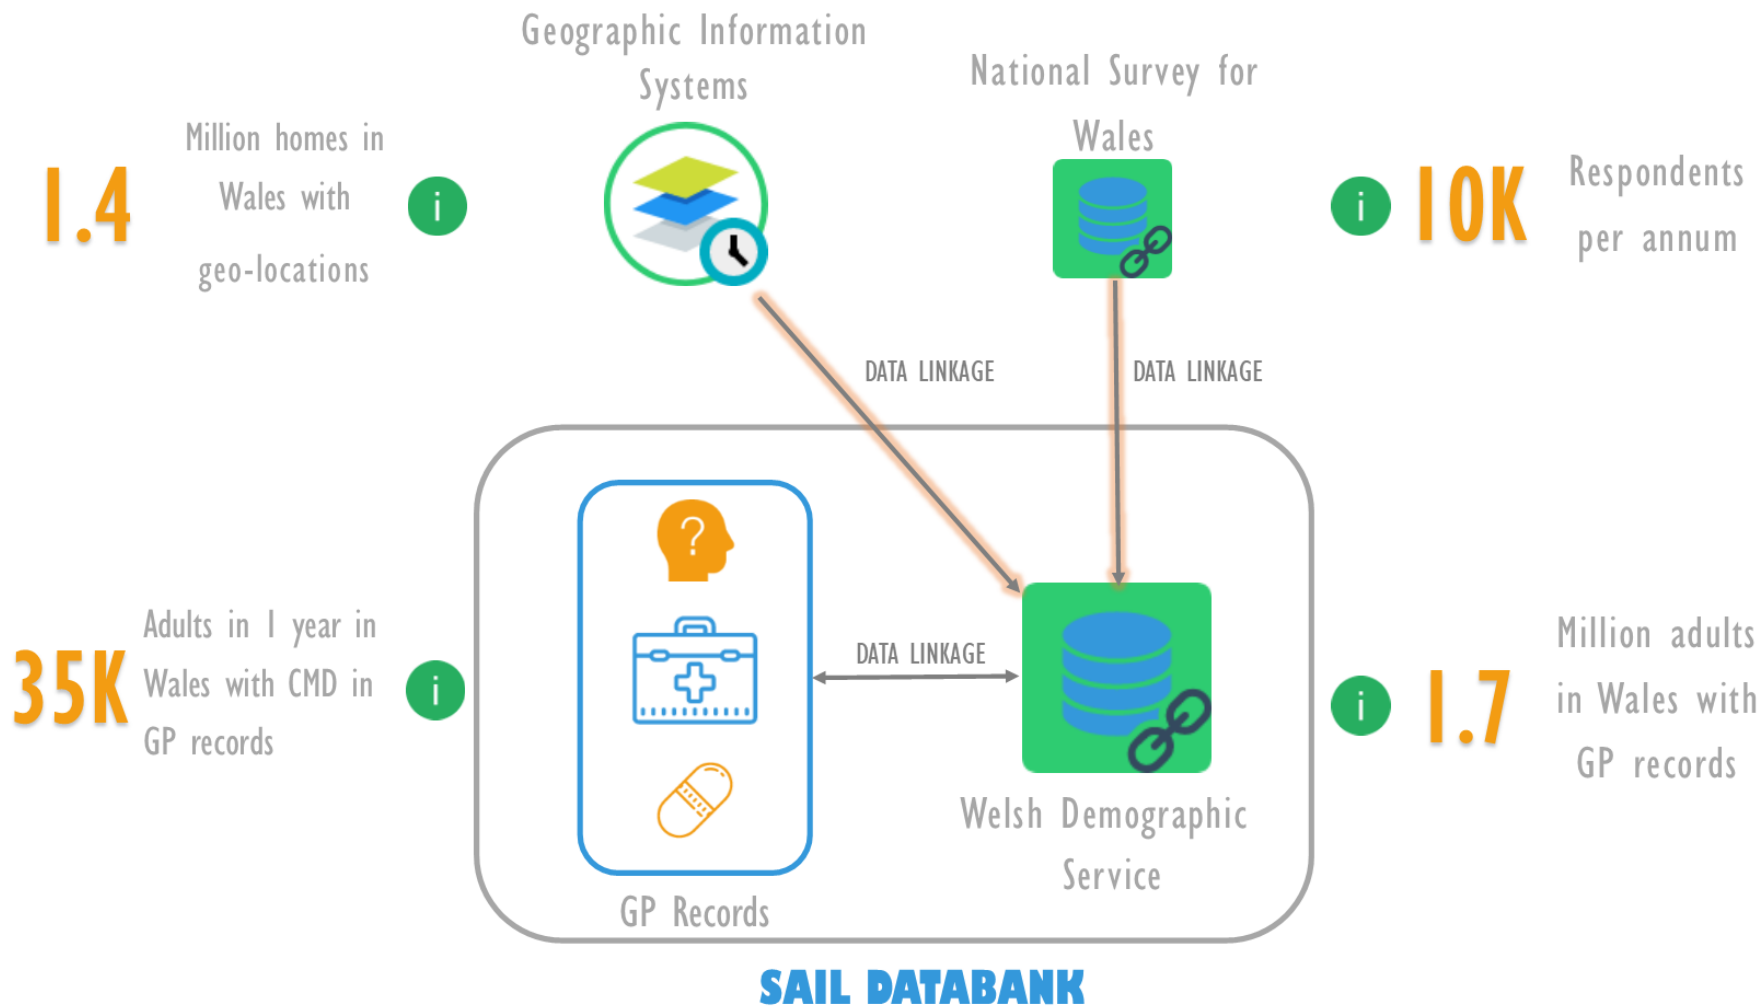 Geographic Information
Systems
National Survey for
Wales
1.4
Million homes in
Wales with
geo-locations
i
i
10K
Respondents
per annum
DATA LINKAGE
DATA LINKAGE
?
35K
Adults in 1 year in
Wales with CMD in
GP records
i
DATA LINKAGE
i
1.7
Million adults
in Wales with
GP records
Welsh Demographic
Service
GP Records
SAIL DATABANK